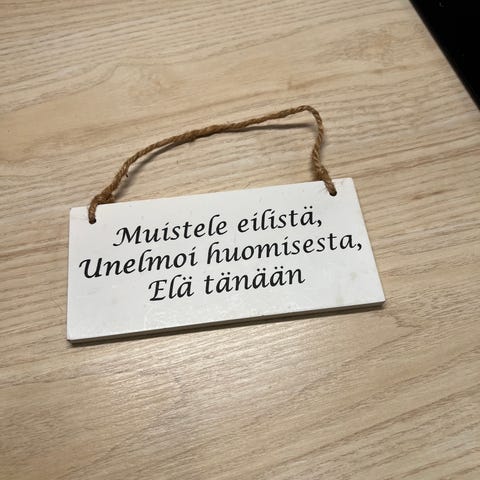 Muistele eilistä,
Unelmoi huomisesta,
Elä tänään